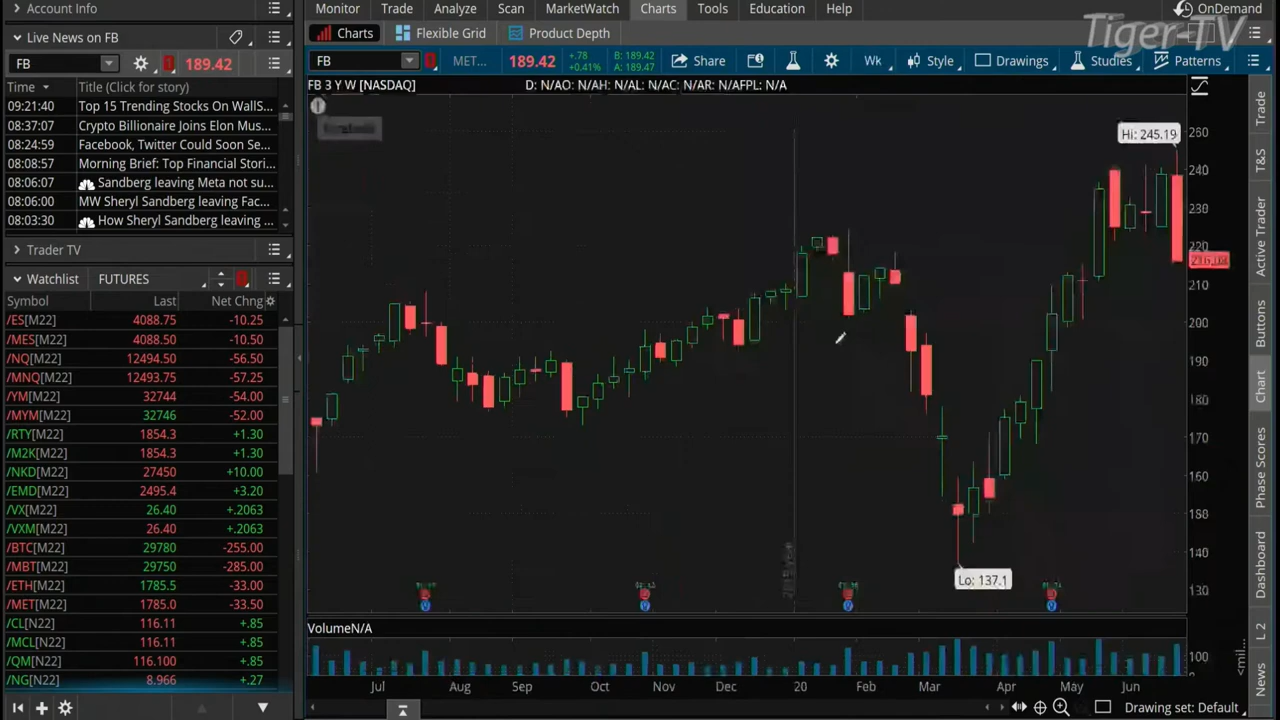 Account Info
Monitor Trade Analyze Scan MarketWatch Charts Tools Education Help
OnDemand
Tiger-TV
Live News on FB
Charts Flexible Grid Product Depth
FB 189.42
FB MET... 189.42 +.78 +0.41% B: 189.42 A: 189.47 Share Wk Style Drawings Studies Patterns
Time Title (Click for story)
09:21:40 Top 15 Trending Stocks On WallS...
08:37:07 Crypto Billionaire Joins Elon Mus...
08:24:59 Facebook, Twitter Could Soon Se...
08:08:57 Morning Brief: Top Financial Stori...
08:06:07 Sandberg leaving Meta not su...
08:06:00 MW Sheryl Sandberg leaving Fac...
08:03:30 How Sheryl Sandberg leaving ...
Trader TV
Watchlist FUTURES
Symbol Last Net Chng
/ES[M22] 4088.75 -10.25
/MES[M22] 4088.50 -10.50
/NQ[M22] 12494.50 -56.50
/MNQ[M22] 12493.75 -57.25
/YM[M22] 32744 -54.00
/MYM[M22] 32746 -52.00
/RTY[M22] 1854.3 +1.30
/M2K[M22] 1854.3 +1.30
/NKD[M22] 27450 +10.00
/EMD[M22] 2495.4 +3.20
/VX[M22] 26.40 +.2063
/VXM[M22] 26.40 +.2063
/BTC[M22] 29780 -255.00
/MBT[M22] 29750 -285.00
/ETH[M22] 1785.5 -33.00
/MET[M22] 1785.0 -33.50
/CL[N22] 116.11 +.85
/MCL[N22] 116.11 +.85
/QM[N22] 116.100 +.85
/NG[N22] 8.966 +.27
FB 3 Y W [NASDAQ] D: N/AO: N/AH: N/AL: N/AC: N/AR: N/AFPL: N/A
Hi: 245.19
260
240
230
220
210
200
190
180
170
160
150
140
130
Lo: 137.1
VolumeN/A
100
<mil...
Jul Aug Sep Oct Nov Dec 20 Feb Mar Apr May Jun
Drawing set: Default
Trade
T&S
Active Trader
Buttons
Chart
Phase Scores
Dashboard
L 2
News